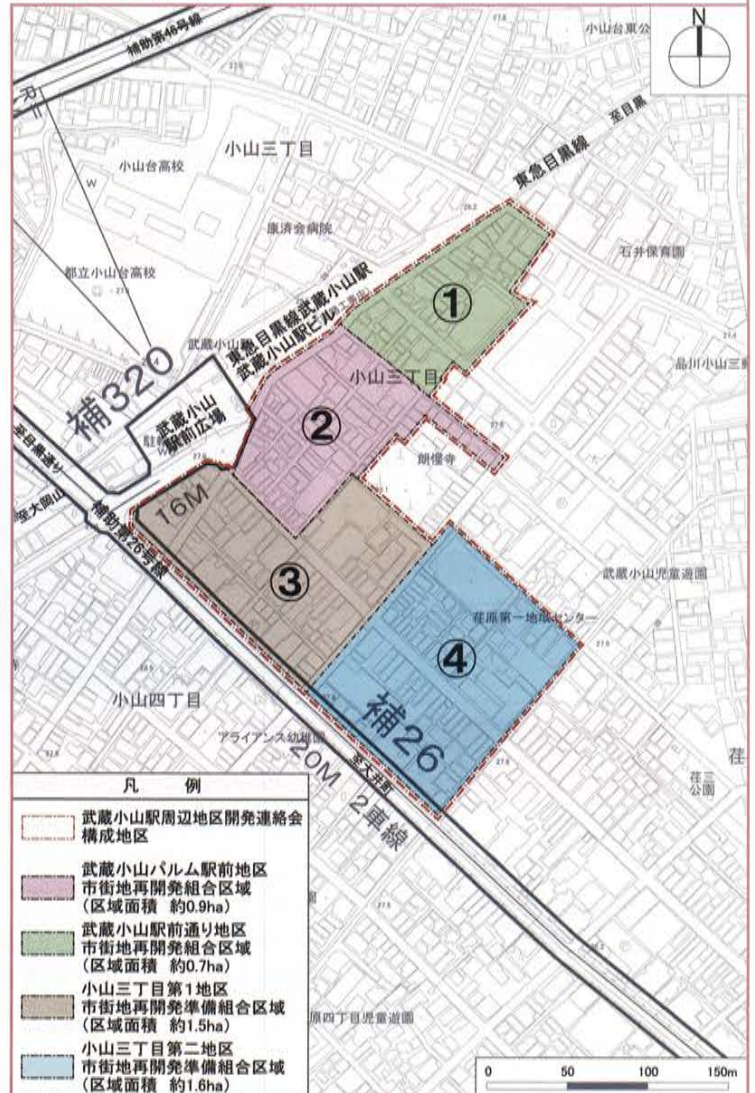 補助第46号線
小山台東公
N
小山三丁目
小山台高校
東急目黒線
至目黒
康済会病院
石井保育園
都立小山台高校
①
東急目黒線武蔵小山駅
武蔵小山駅ビル
小山三丁目
補320
武蔵小山
駅前広場
②
朗惺寺
至目黒通り
至大岡山
補助第26号線
16M
③
武蔵小山児童遊園
荏原第一地域センター
④
小山四丁目
補26
アライアンス幼稚園
20M 2車線
至大井町
荏三
公園
凡 例
武蔵小山駅周辺地区開発連絡会
構成地区
武蔵小山パルム駅前地区
市街地再開発組合区域
(区域面積 約0.9ha)
武蔵小山駅前通り地区
市街地再開発組合区域
(区域面積 約0.7ha)
小山三丁目第1地区
市街地再開発準備組合区域
(区域面積 約1.5ha)
小山三丁目第二地区
市街地再開発準備組合区域
(区域面積 約1.6ha)
原四丁目児童遊園
0 50 100 150m